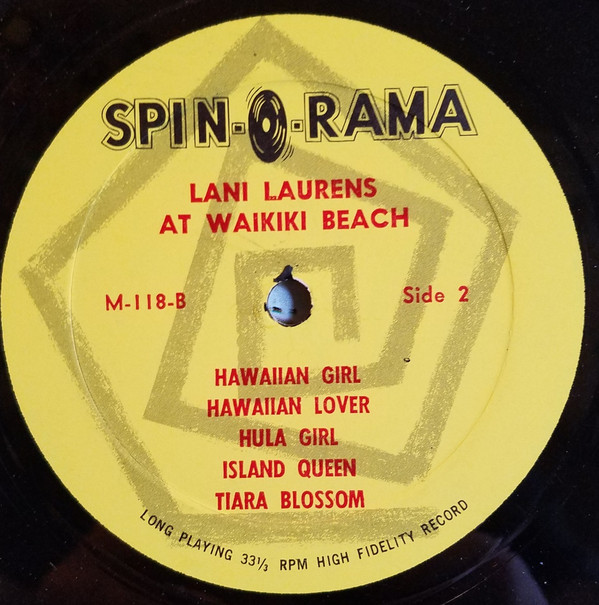 SPIN-O-RAMA
LANI LAURENS
AT WAIKIKI BEACH
M-118-B
Side 2
HAWAIIAN GIRL
HAWAIIAN LOVER
HULA GIRL
ISLAND QUEEN
TIARA BLOSSOM
LONG PLAYING 33⅓ RPM HIGH FIDELITY RECORD